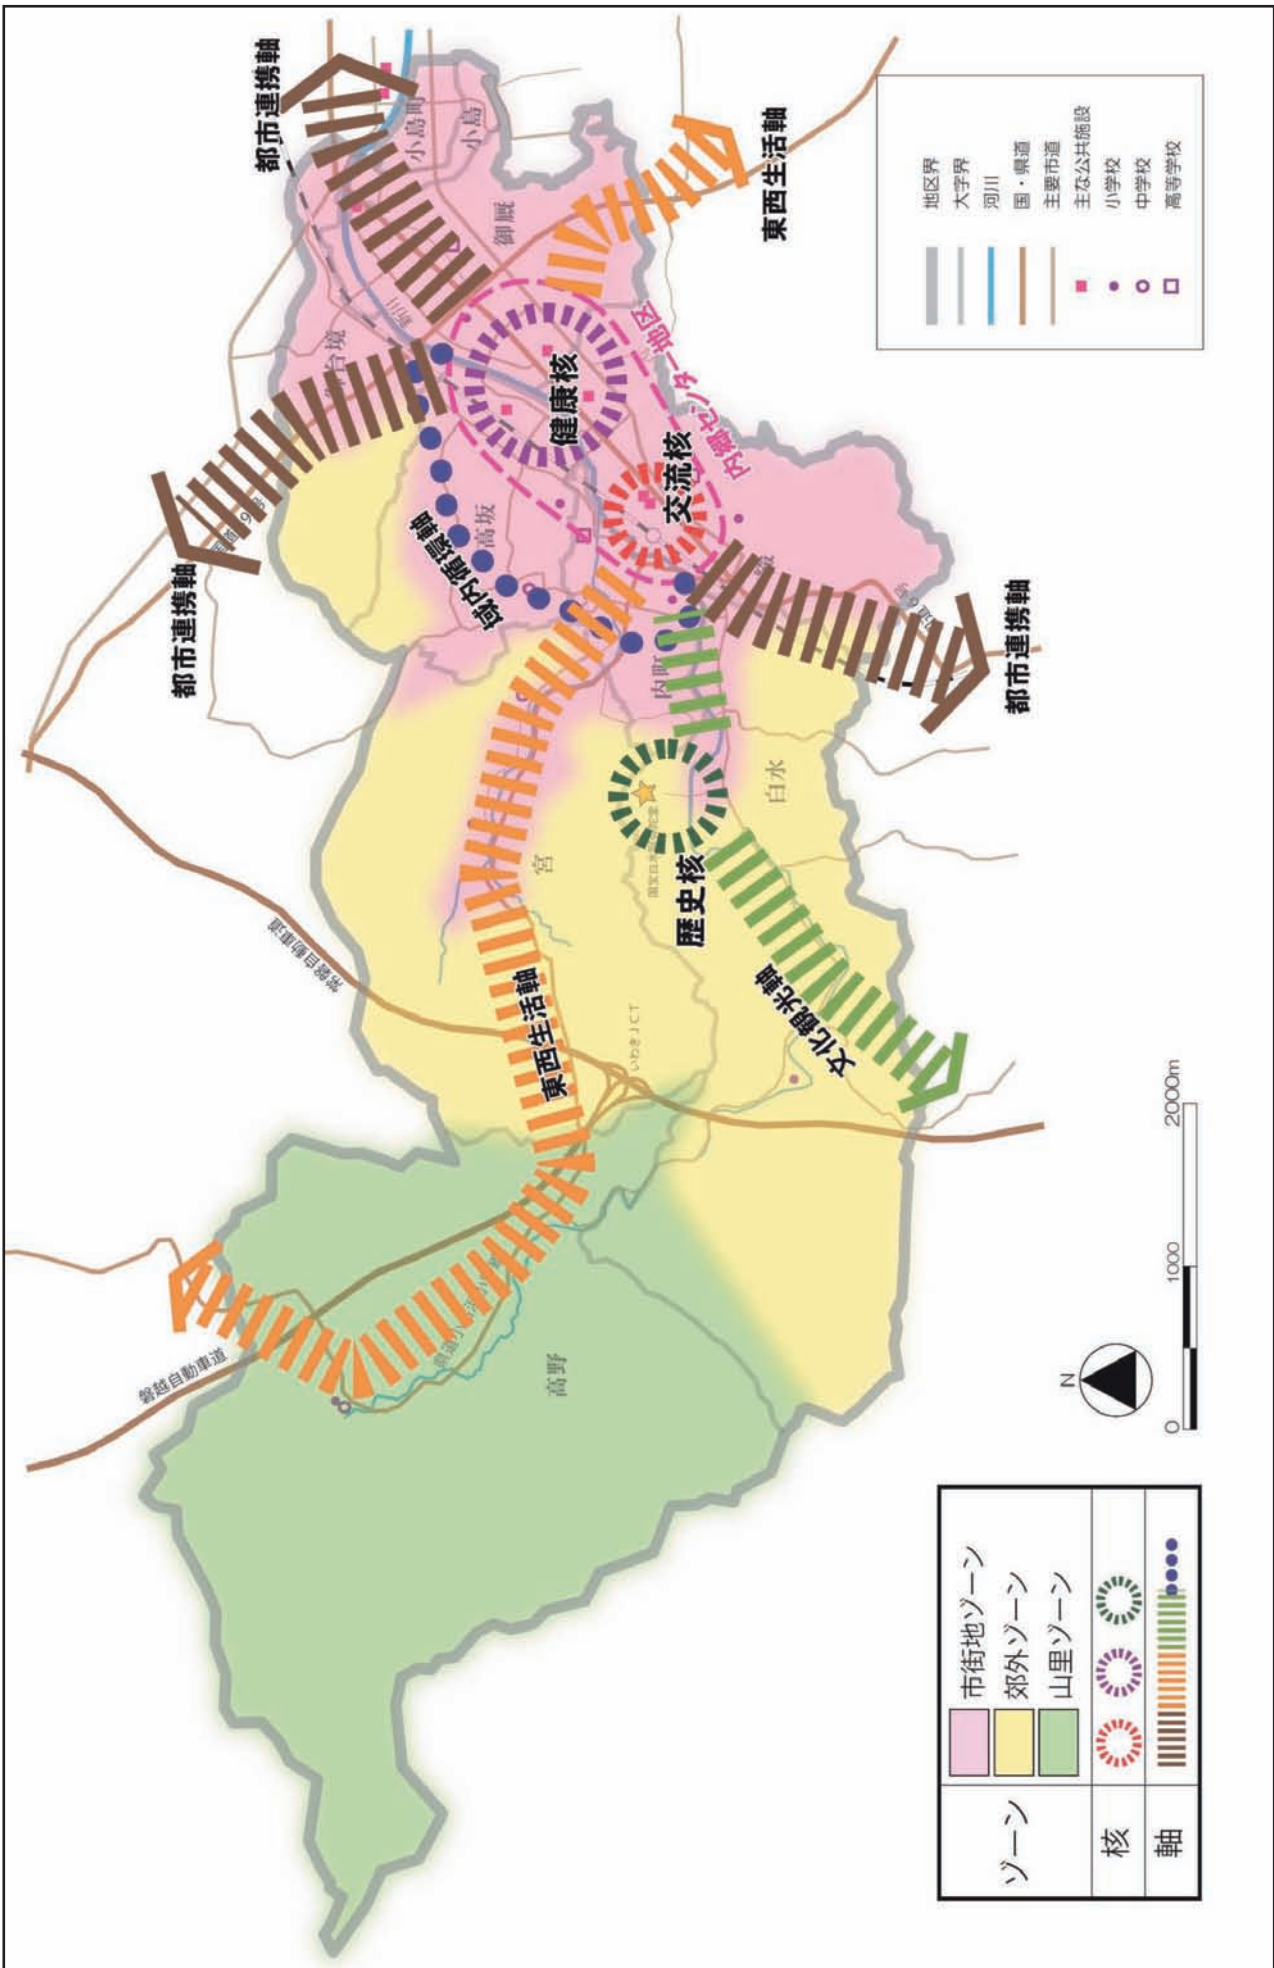 都市連携軸
都市連携軸
都市連携軸
東西生活軸
東西生活軸
域内循環軸
文化観光軸
健康核
交流核
歴史核
内郷センター地区
小島町
小島
御厩
御台境
新川
高坂
内町
宮
白水
高野
常磐自動車道
磐越自動車道
いわきJCT
地区界
大字界
河川
国・県道
主要市道
主な公共施設
小学校
中学校
高等学校
N
0
1000
2000m
ゾーン
市街地ゾーン
郊外ゾーン
山里ゾーン
核
軸